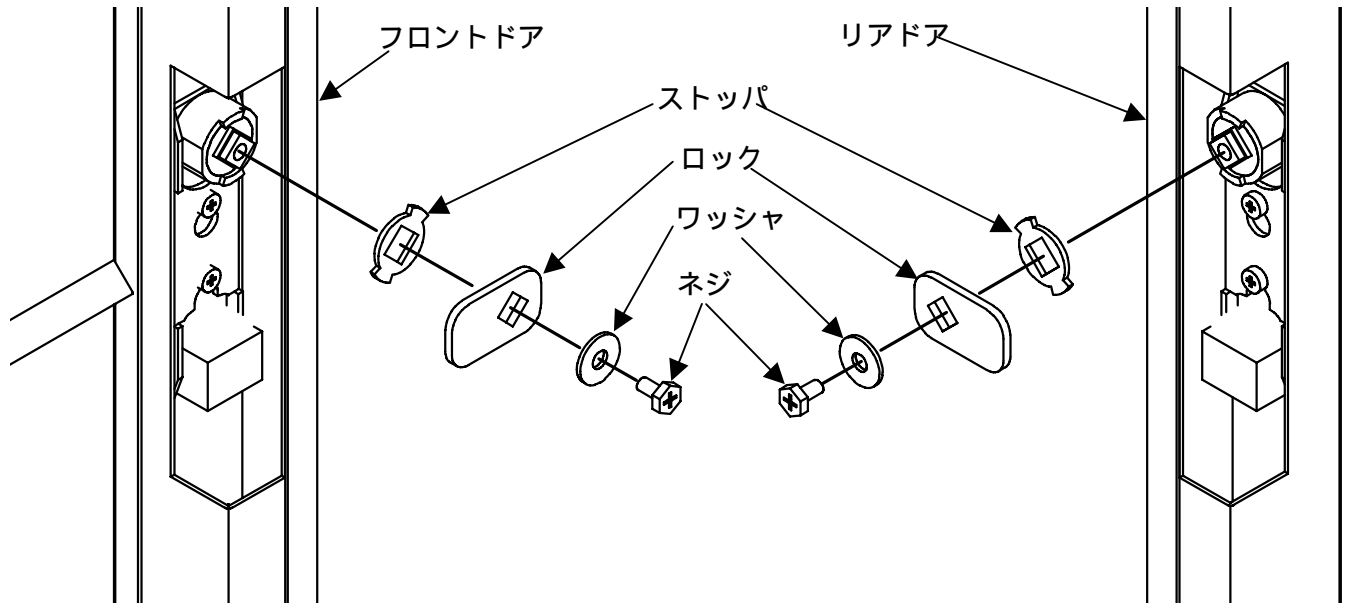 フロントドア
リアドア
ストッパ
ロック
ワッシャ
ネジ